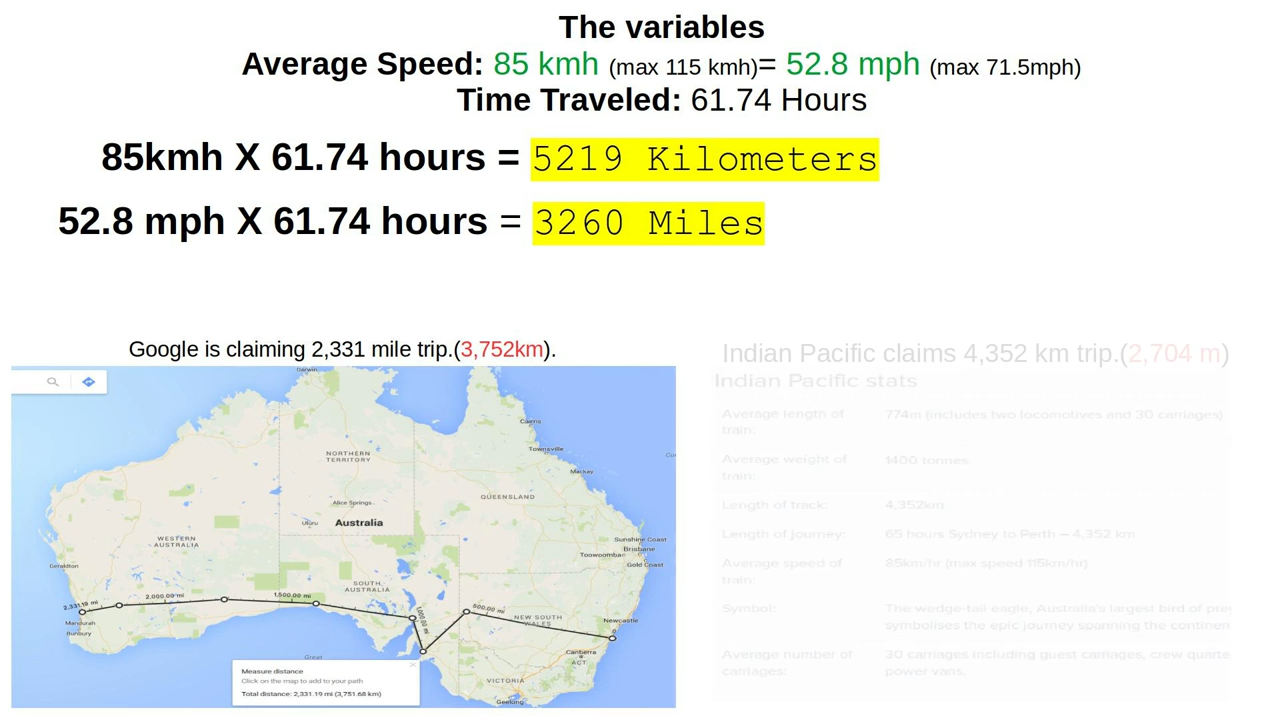 The variables
Average Speed: 85 kmh (max 115 kmh)= 52.8 mph (max 71.5mph)
Time Traveled: 61.74 Hours
85kmh X 61.74 hours = 5219 Kilometers
52.8 mph X 61.74 hours = 3260 Miles
Google is claiming 2,331 mile trip.(3,752km).
Darwin
Cairns
Townsville
Mackay
NORTHERN
TERRITORY
QUEENSLAND
Alice Springs
Uluru
Australia
WESTERN
AUSTRALIA
Sunshine Coast
Brisbane
Toowoomba
Gold Coast
Geraldton
SOUTH
AUSTRALIA
2,331.19 mi
2,000.00 mi
1,500.00 mi
1,000.00 mi
500.00 mi
NEW SOUTH
WALES
Newcastle
Mandurah
Bunbury
Great
Canberra
ACT
VICTORIA
Geelong
Measure distance
Click on the map to add to your path
Total distance: 2,331.19 mi (3,751.68 km)
Indian Pacific claims 4,352 km trip.(2,704 m)
Indian Pacific stats
Average length of train: 774m (includes two locomotives and 30 carriages)
Average weight of train: 1400 tonnes
Length of track: 4,352km
Length of journey: 65 hours Sydney to Perth – 4,352 km
Average speed of train: 85km/hr (max speed 115km/hr)
Symbol: The wedge-tail eagle, Australia's largest bird of
symbolises the epic journey spanning the
Average number of carriages: 30 carriages including guest carriages, crew
power vans.